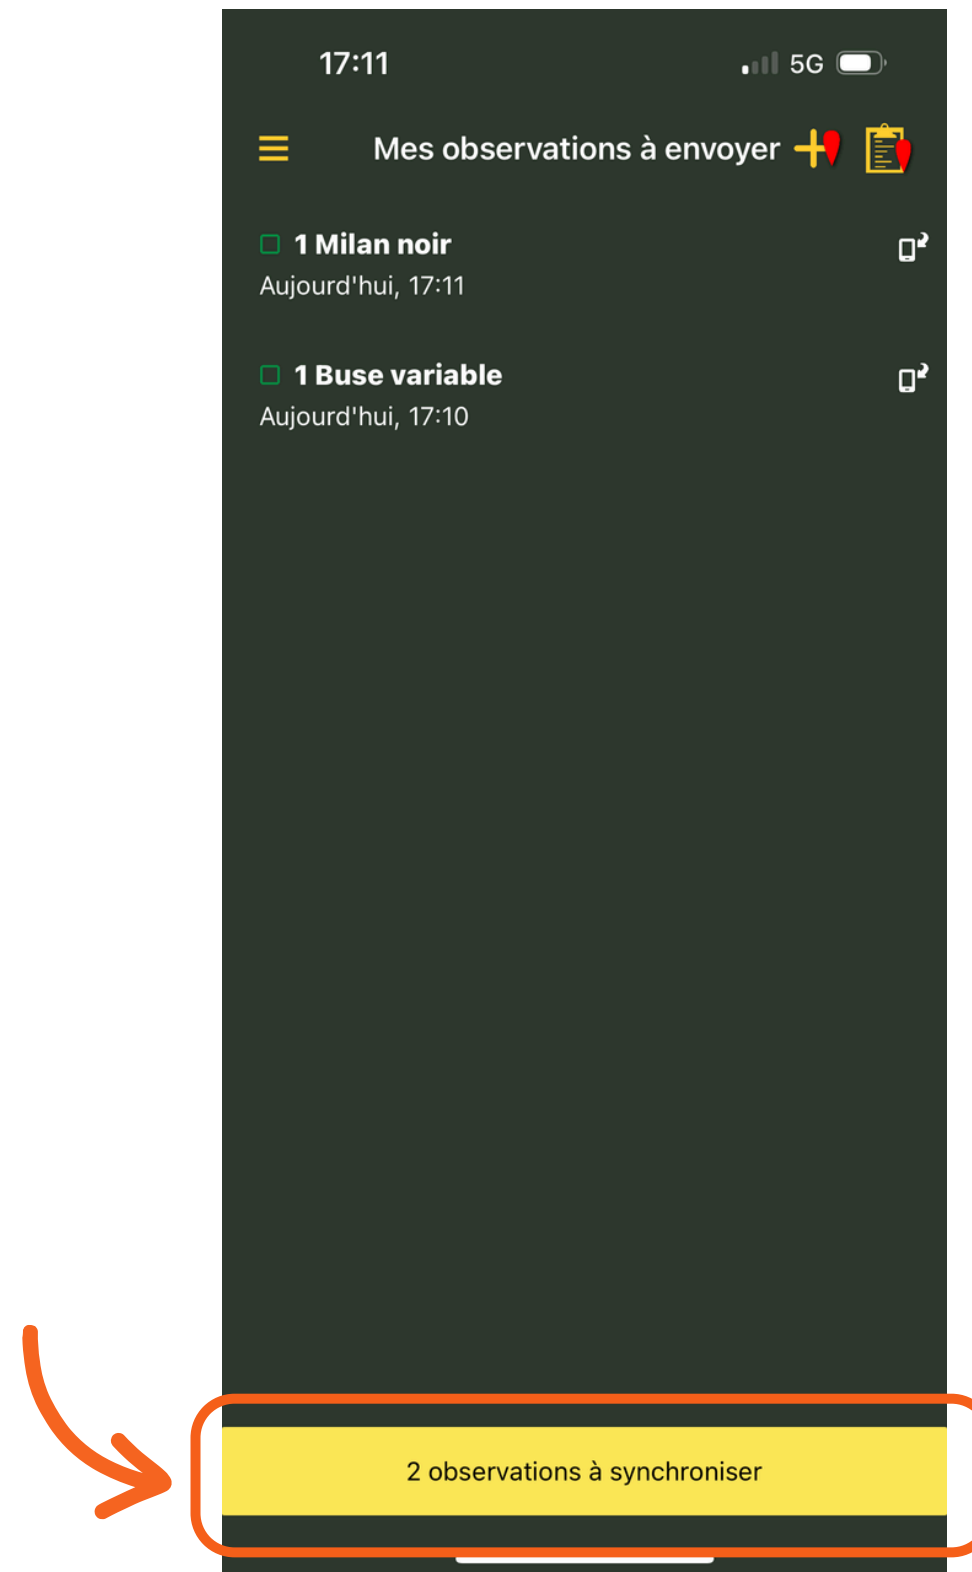 17:11 5G
Mes observations à envoyer
1 Milan noir
Aujourd'hui, 17:11
1 Buse variable
Aujourd'hui, 17:10
2 observations à synchroniser